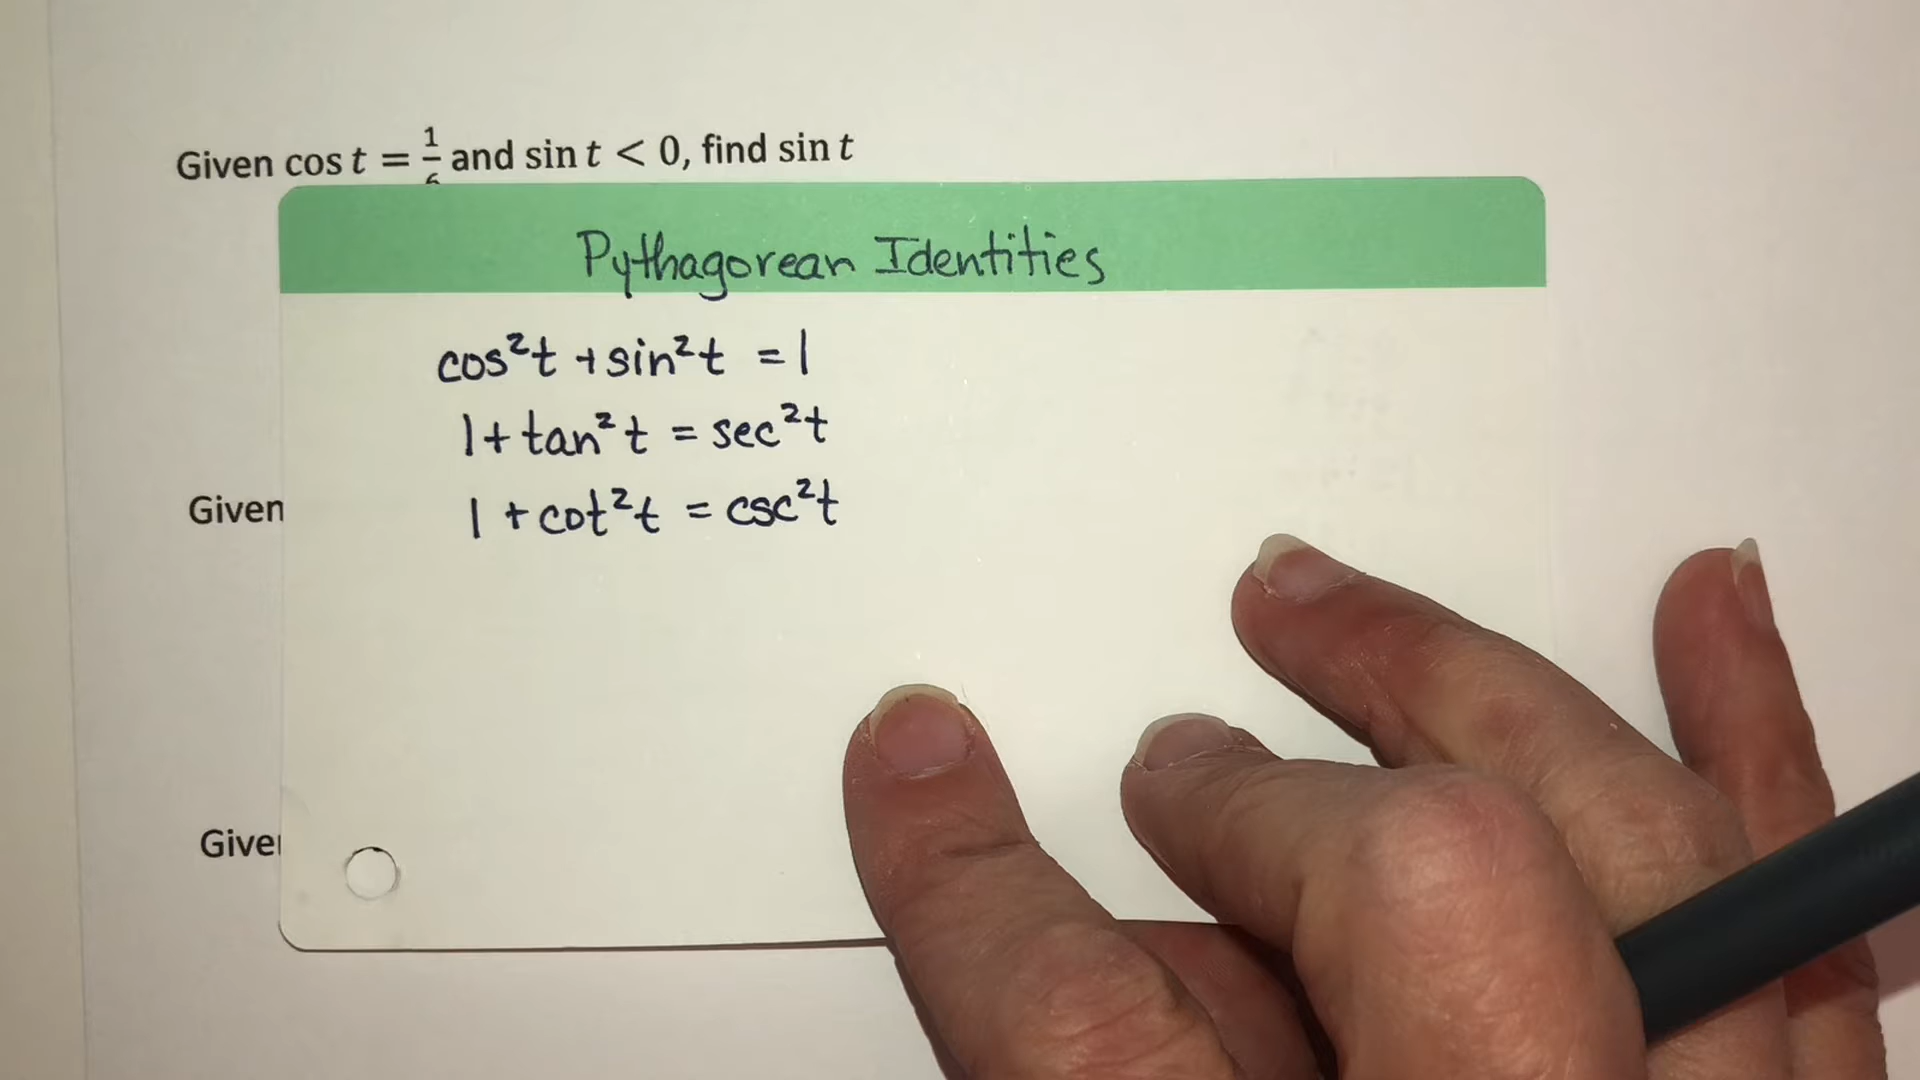 Given cos t = 1/6 and sin t < 0, find sin t
Pythagorean Identities
cos²t + sin²t = 1
1 + tan²t = sec²t
1 + cot²t = csc²t
Given
Give